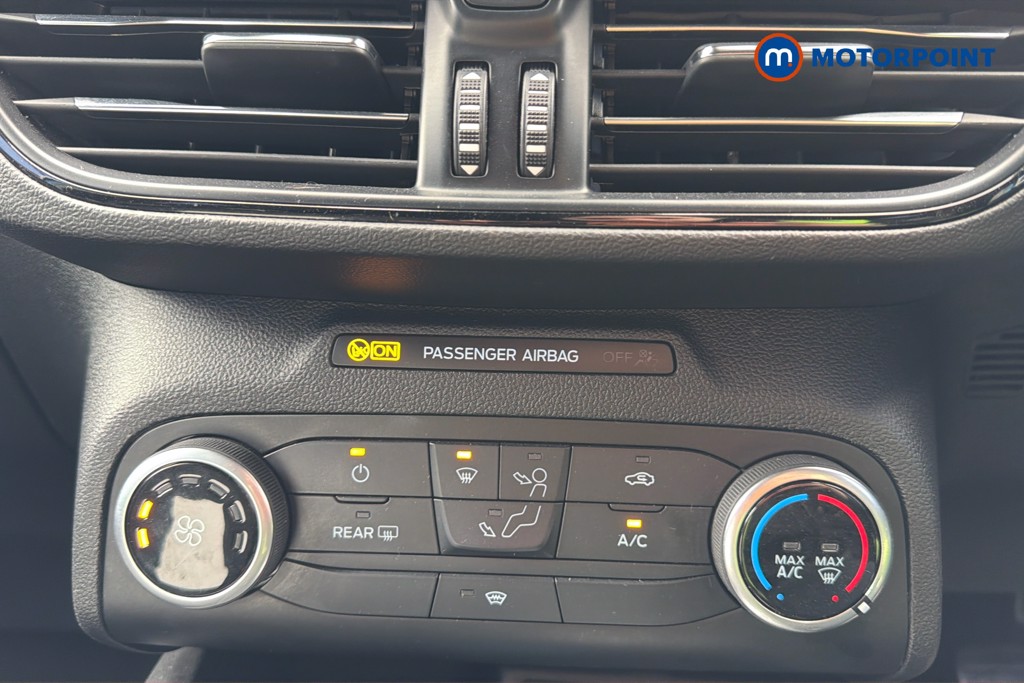 m MOTORPOINT
ON PASSENGER AIRBAG OFF
REAR
A/C
MAX A/C
MAX